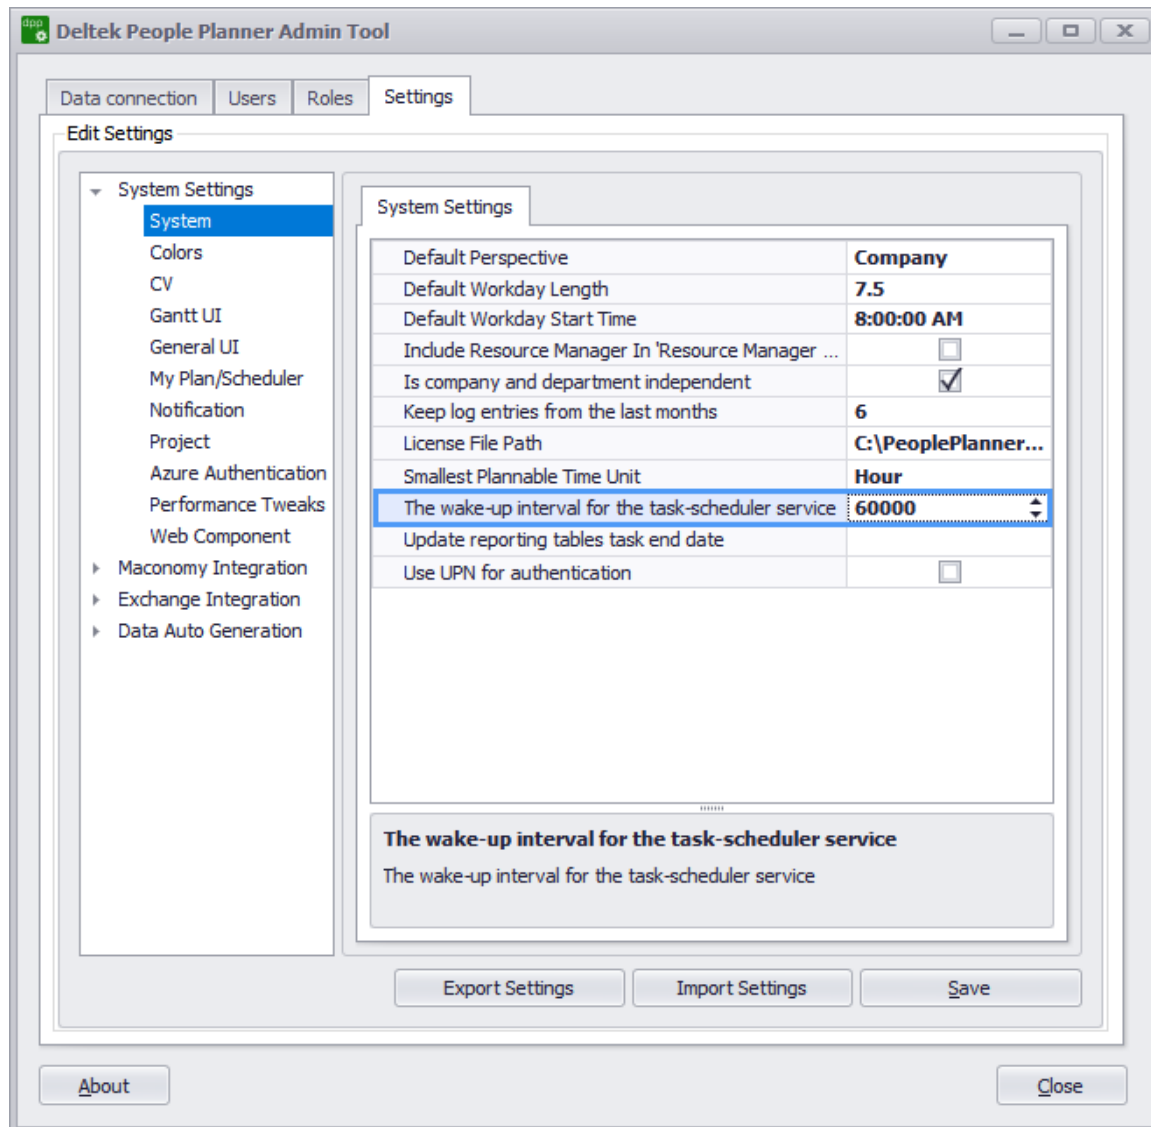 dpp
Deltek People Planner Admin Tool
Data connection Users Roles Settings
Edit Settings
System Settings
System
Colors
CV
Gantt UI
General UI
My Plan/Scheduler
Notification
Project
Azure Authentication
Performance Tweaks
Web Component
Maconomy Integration
Exchange Integration
Data Auto Generation
System Settings
Default Perspective Company
Default Workday Length 7.5
Default Workday Start Time 8:00:00 AM
Include Resource Manager In 'Resource Manager ...
Is company and department independent
Keep log entries from the last months 6
License File Path C:\PeoplePlanner...
Smallest Plannable Time Unit Hour
The wake-up interval for the task-scheduler service 60000
Update reporting tables task end date
Use UPN for authentication
The wake-up interval for the task-scheduler service
The wake-up interval for the task-scheduler service
Export Settings Import Settings Save
About Close